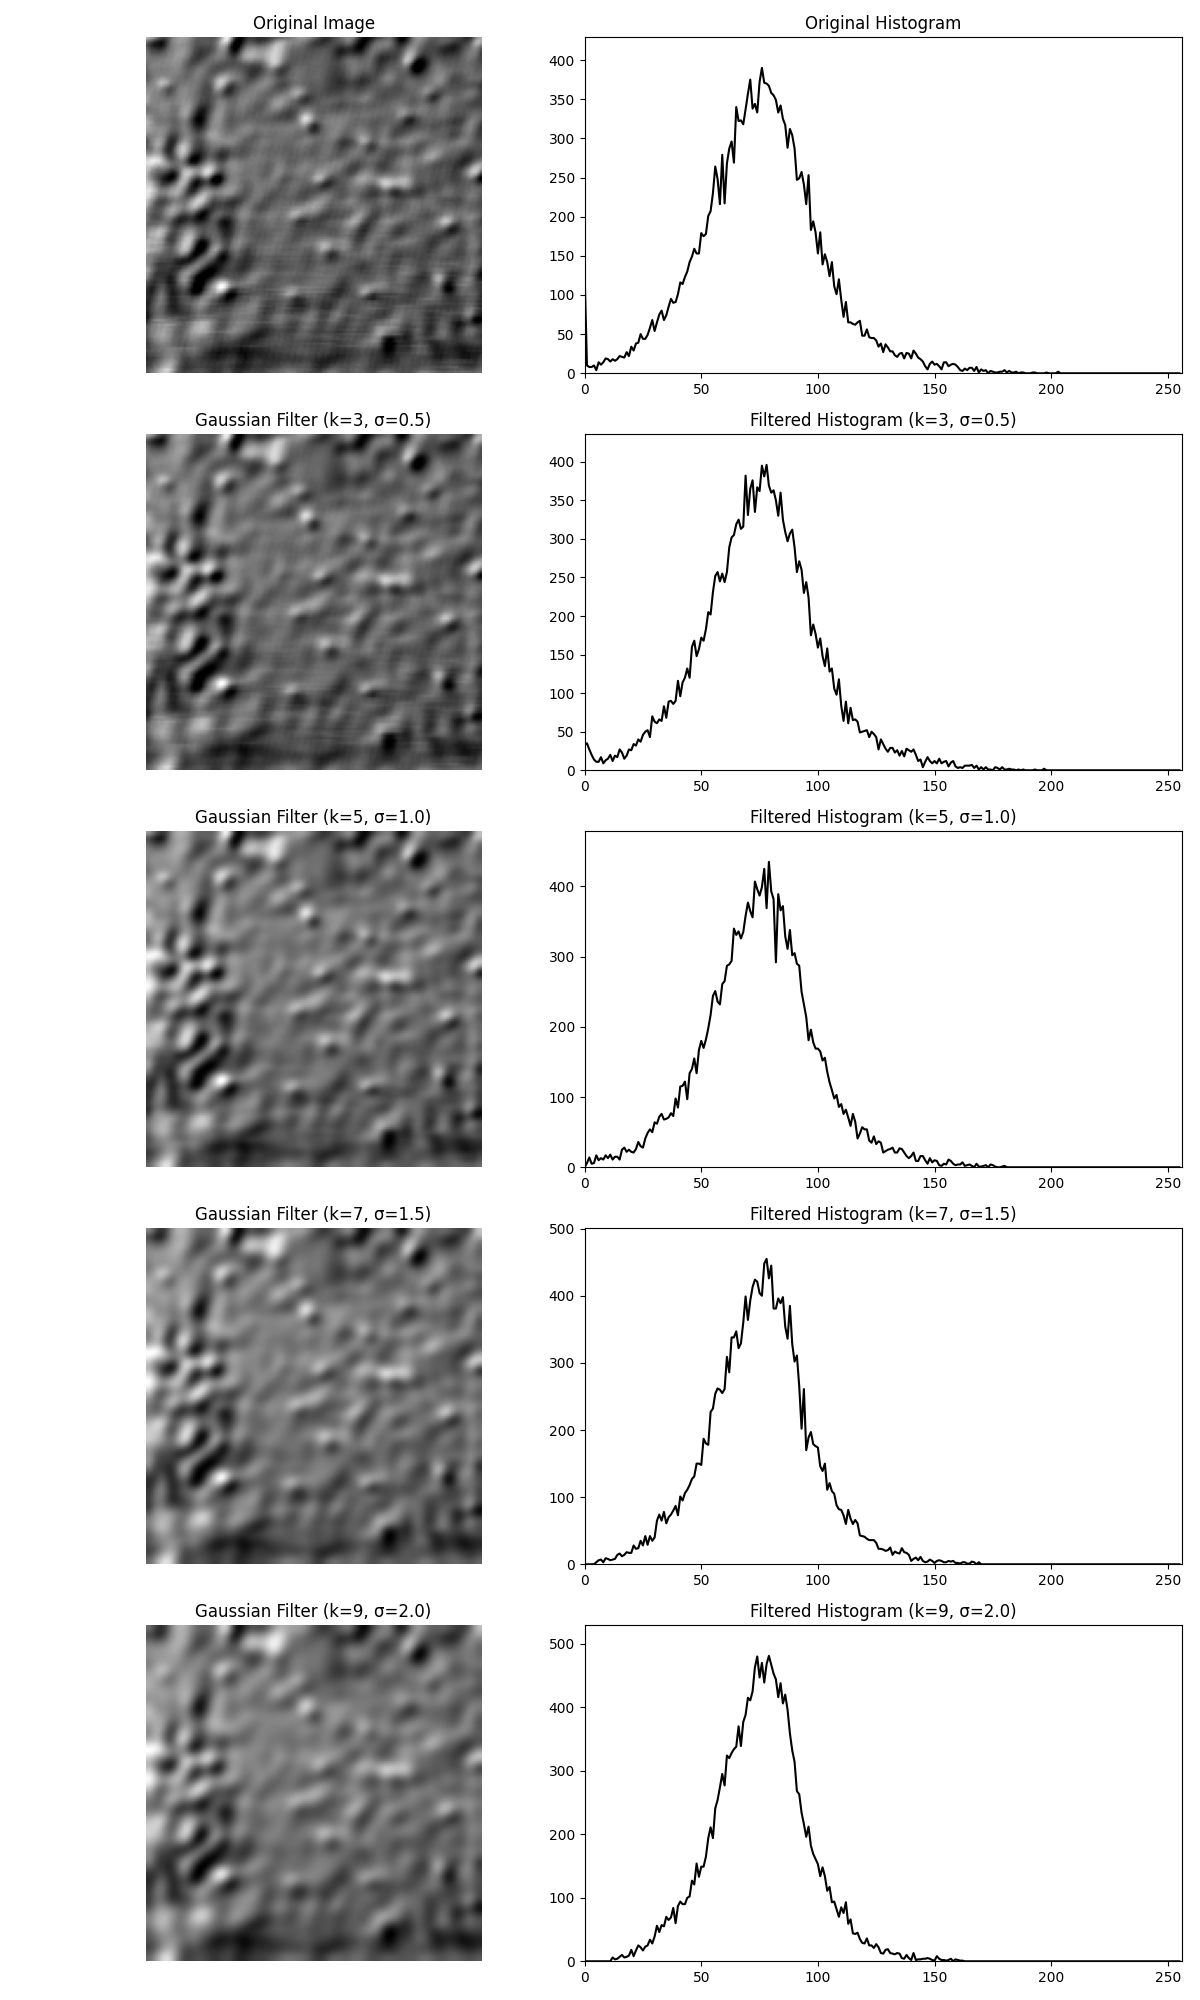 Original Image
Original Histogram
400
350
300
250
200
150
100
50
0
0 50 100 150 200 250
Gaussian Filter (k=3, σ=0.5)
Filtered Histogram (k=3, σ=0.5)
400
350
300
250
200
150
100
50
0
0 50 100 150 200 250
Gaussian Filter (k=5, σ=1.0)
Filtered Histogram (k=5, σ=1.0)
400
300
200
100
0
0 50 100 150 200 250
Gaussian Filter (k=7, σ=1.5)
Filtered Histogram (k=7, σ=1.5)
500
400
300
200
100
0
0 50 100 150 200 250
Gaussian Filter (k=9, σ=2.0)
Filtered Histogram (k=9, σ=2.0)
500
400
300
200
100
0
0 50 100 150 200 250